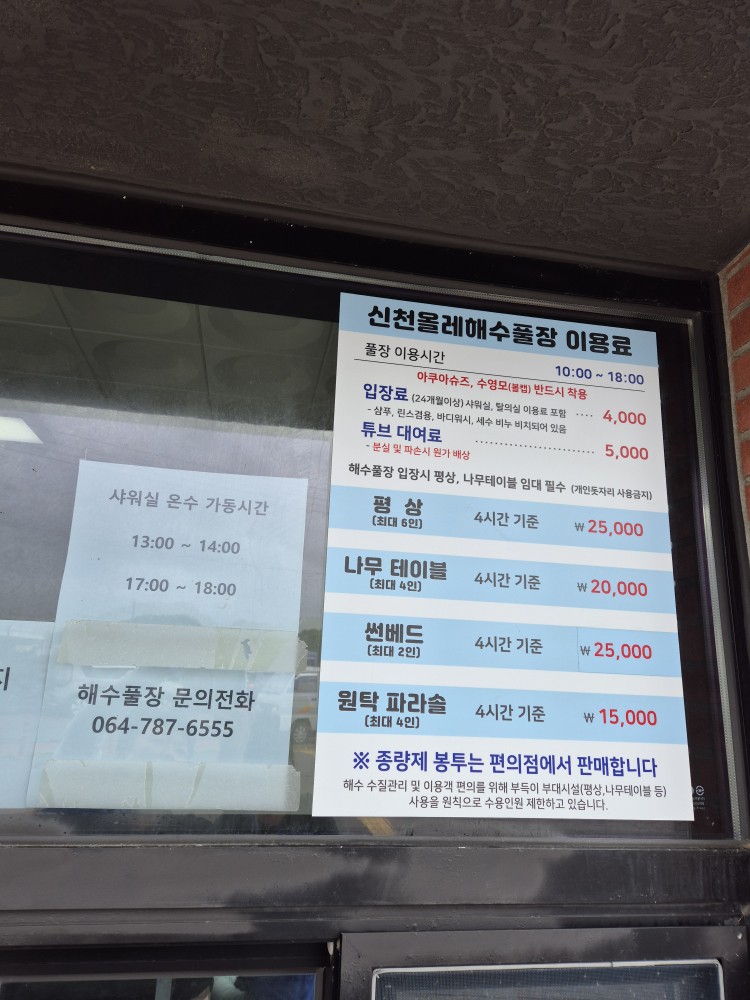 신천올레해수풀장 이용료
풀장 이용시간 10:00 ~ 18:00
아쿠아슈즈, 수영모(볼캡) 반드시 착용
입장료 (24개월이상) 샤워실, 탈의실 이용료 포함 ···· 4,000
- 샴푸, 린스겸용, 바디워시, 세수 비누 비치되어 있음
튜브 대여료 ································ 5,000
- 분실 및 파손시 원가 배상
해수풀장 입장시 평상, 나무테이블 임대 필수 (개인돗자리 사용금지)
평 상 4시간 기준 ₩ 25,000
(최대 6인)
나무 테이블 4시간 기준 ₩ 20,000
(최대 4인)
썬베드 4시간 기준 ₩ 25,000
(최대 2인)
원탁 파라솔 4시간 기준 ₩ 15,000
(최대 4인)
※ 종량제 봉투는 편의점에서 판매합니다
해수 수질관리 및 이용객 편의를 위해 부득이 부대시설(평상,나무테이블 등)
사용을 원칙으로 수용인원 제한하고 있습니다.
샤워실 온수 가동시간
13:00 ~ 14:00
17:00 ~ 18:00
해수풀장 문의전화
064-787-6555
지